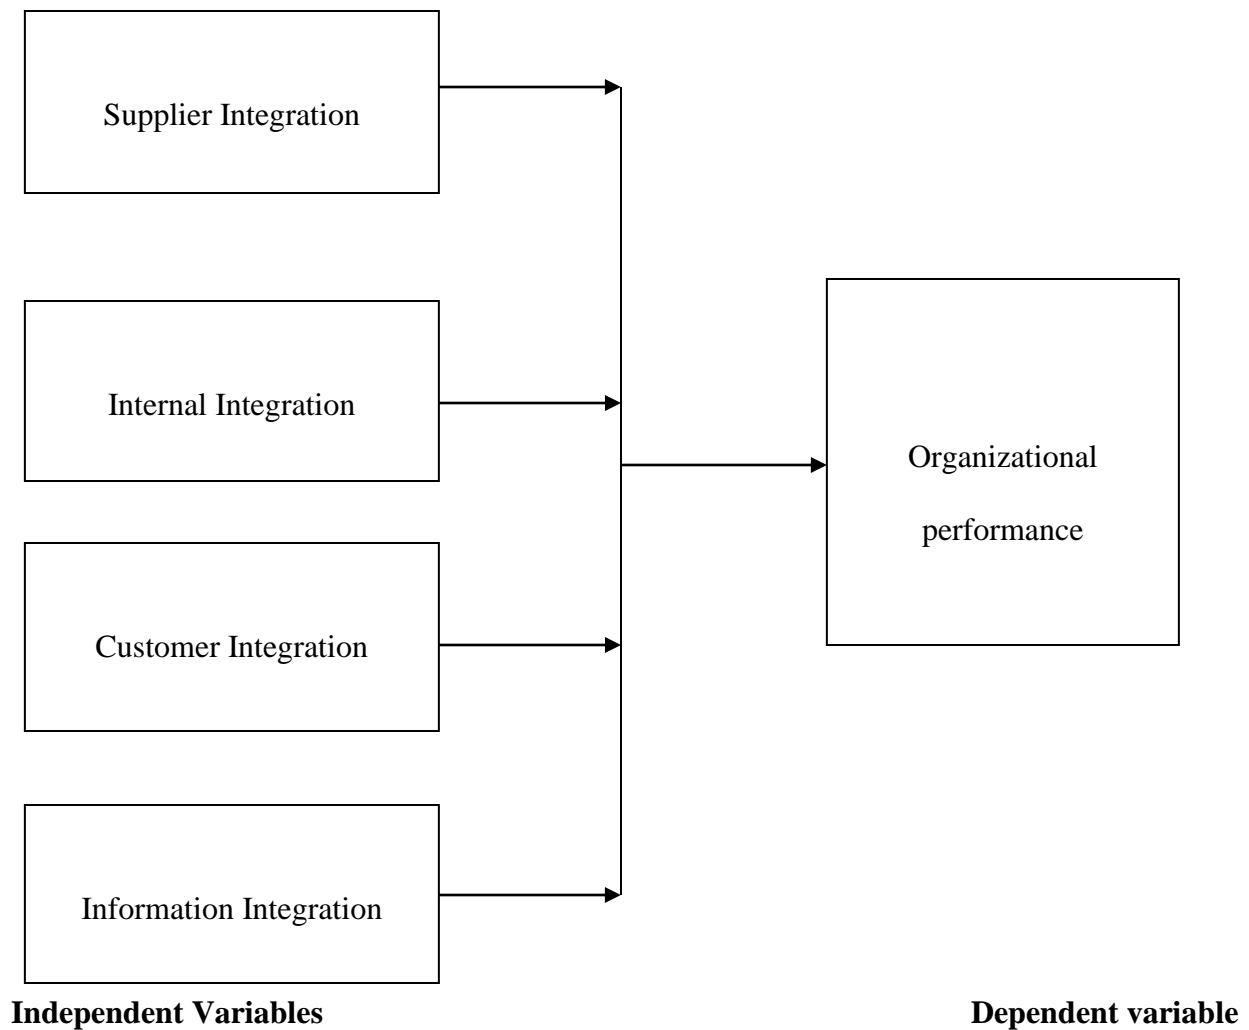 Supplier Integration
Internal Integration
Organizational
performance
Customer Integration
Information Integration
Independent Variables
Dependent variable